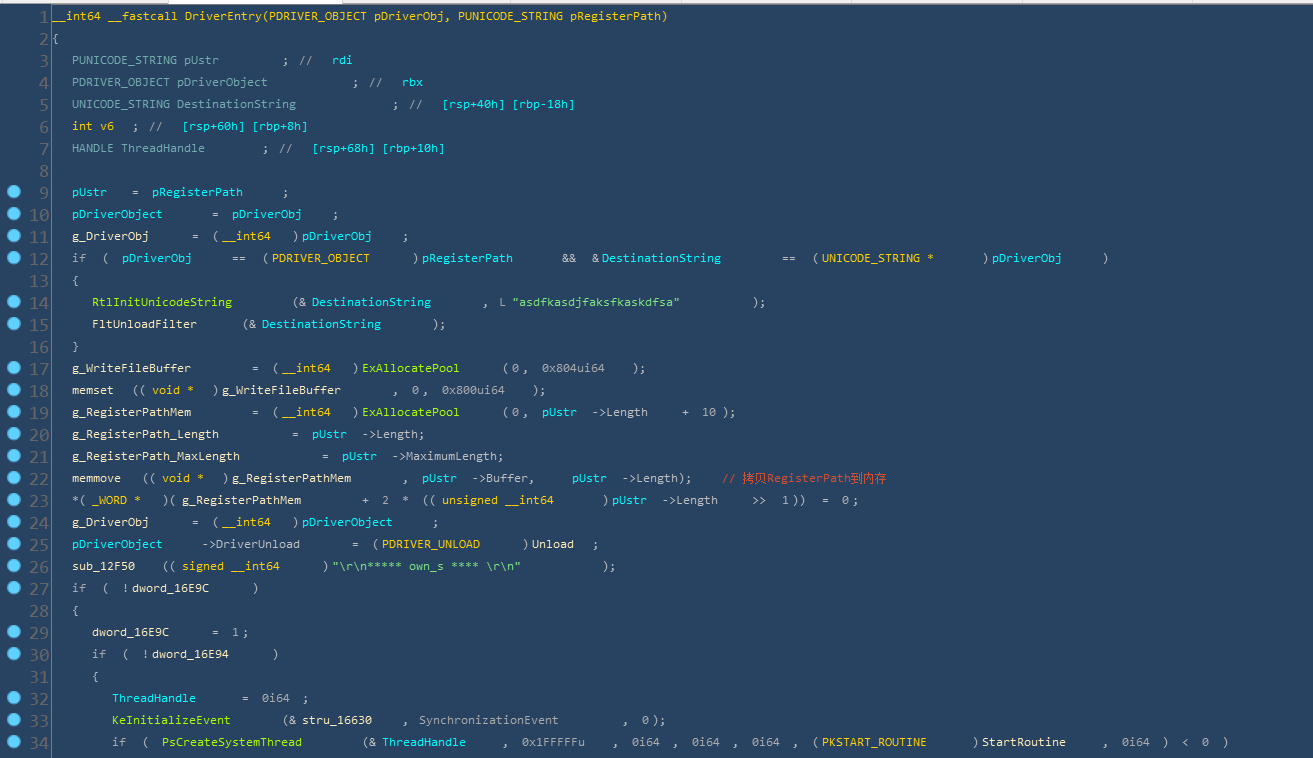 1 __int64 __fastcall DriverEntry(PDRIVER_OBJECT pDriverObj, PUNICODE_STRING pRegisterPath)
2 {
3 PUNICODE_STRING pUstr ; // rdi
4 PDRIVER_OBJECT pDriverObject ; // rbx
5 UNICODE_STRING DestinationString ; // [rsp+40h] [rbp-18h]
6 int v6 ; // [rsp+60h] [rbp+8h]
7 HANDLE ThreadHandle ; // [rsp+68h] [rbp+10h]
8
9 pUstr = pRegisterPath ;
10 pDriverObject = pDriverObj ;
11 g_DriverObj = ( __int64 ) pDriverObj ;
12 if ( pDriverObj == ( PDRIVER_OBJECT ) pRegisterPath && & DestinationString == ( UNICODE_STRING * ) pDriverObj )
13 {
14 RtlInitUnicodeString (& DestinationString , L "asdfkasdjfaksfkaskdfsa" );
15 FltUnloadFilter (& DestinationString );
16 }
17 g_WriteFileBuffer = ( __int64 ) ExAllocatePool ( 0 , 0x804ui64 );
18 memset (( void * ) g_WriteFileBuffer , 0 , 0x800ui64 );
19 g_RegisterPathMem = ( __int64 ) ExAllocatePool ( 0 , pUstr ->Length + 10 );
20 g_RegisterPath_Length = pUstr ->Length;
21 g_RegisterPath_MaxLength = pUstr ->MaximumLength;
22 memmove (( void * ) g_RegisterPathMem , pUstr ->Buffer, pUstr ->Length); // 拷贝RegisterPath到内存
23 *( _WORD * )( g_RegisterPathMem + 2 * (( unsigned __int64 ) pUstr ->Length >> 1 )) = 0 ;
24 g_DriverObj = ( __int64 ) pDriverObject ;
25 pDriverObject ->DriverUnload = ( PDRIVER_UNLOAD ) Unload ;
26 sub_12F50 (( signed __int64 ) "\r\n***** own_s **** \r\n" );
27 if ( ! dword_16E9C )
28 {
29 dword_16E9C = 1 ;
30 if ( ! dword_16E94 )
31 {
32 ThreadHandle = 0i64 ;
33 KeInitializeEvent (& stru_16630 , SynchronizationEvent , 0 );
34 if ( PsCreateSystemThread (& ThreadHandle , 0x1FFFFFu , 0i64 , 0i64 , 0i64 , ( PKSTART_ROUTINE ) StartRoutine , 0i64 ) < 0 )